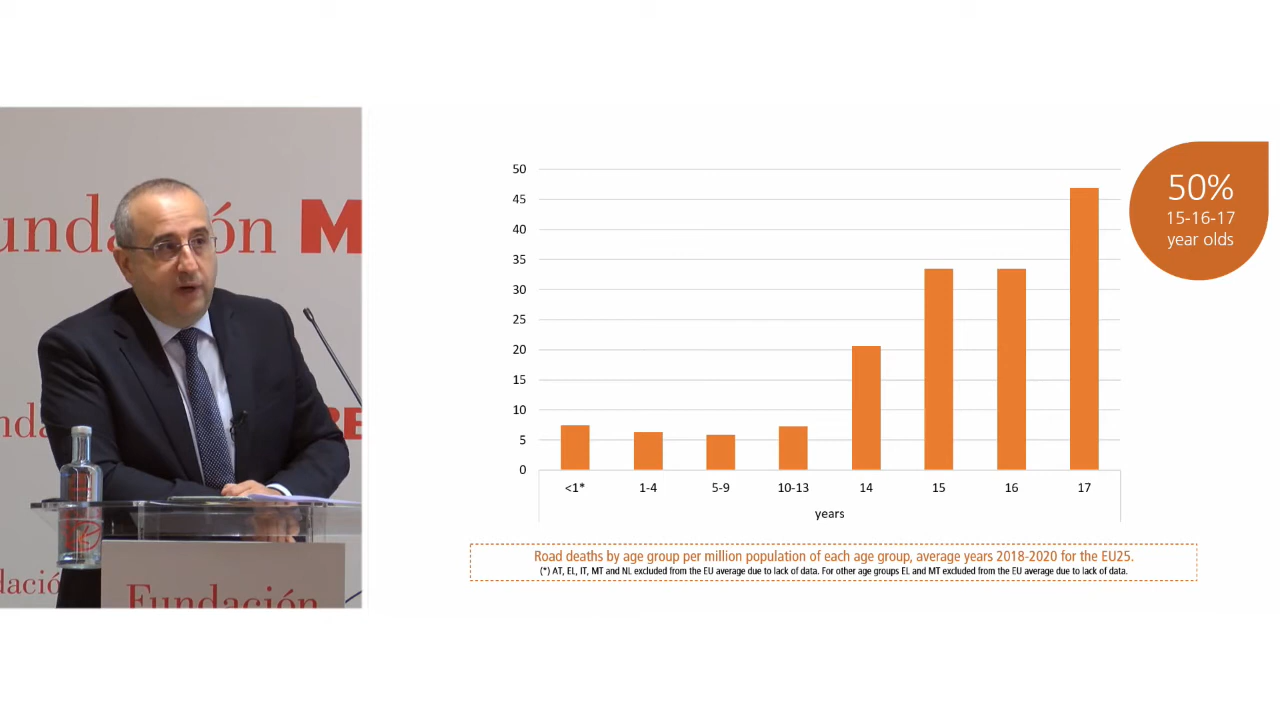 undación M
nda
RE
dació
Fundación
50
45
40
35
30
25
20
15
10
5
0
<1*
1-4
5-9
10-13
14
15
16
17
years
50%
15-16-17
year olds
Road deaths by age group per million population of each age group, average years 2018-2020 for the EU25.
(*) AT, EL, IT, MT and NL excluded from the EU average due to lack of data. For other age groups EL and MT excluded from the EU average due to lack of data.